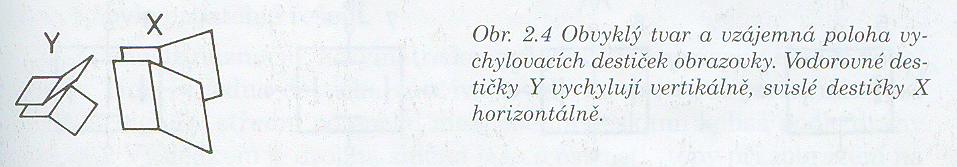 Y X
Obr. 2.4 Obvyklý tvar a vzájemná poloha vy-
chylovacích destiček obrazovky. Vodorovné des-
tičky Y vychylují vertikálně, svislé destičky X
horizontálně.